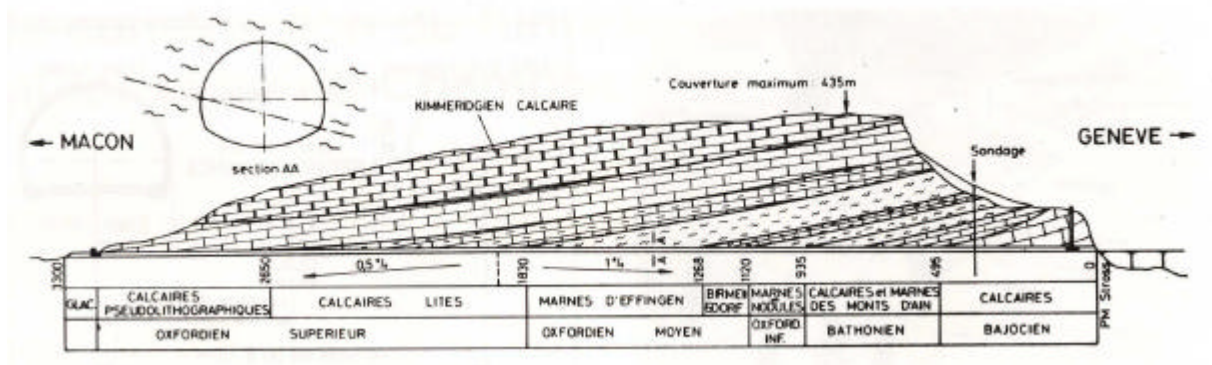 Couverture maximum : 435m
KIMMERIDGIEN CALCAIRE
← MACON
GENEVE →
Sondage
section AA
A
A
1300
2650
0,5 %
1830
1 %
1268
1120
935
495
0
PM Strass
GLAC.
CALCAIRES
PSEUDOLITHOGRAPHIQUES
CALCAIRES LITES
MARNES D'EFFINGEN
BIRMEN
SDORF
MARNES
NODULES
CALCAIRES et MARNES
DES MONTS D'AIN
CALCAIRES
OXFORDIEN SUPERIEUR
OXFORDIEN MOYEN
OXFORD.
INF.
BATHONIEN
BAJOCIEN